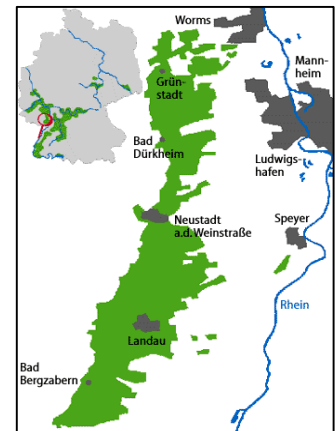 Worms
Grün-
stadt
Mann-
heim
Bad
Dürkheim
Ludwigs-
hafen
Neustadt
a.d. Weinstraße
Speyer
Rhein
Landau
Bad
Bergzabern